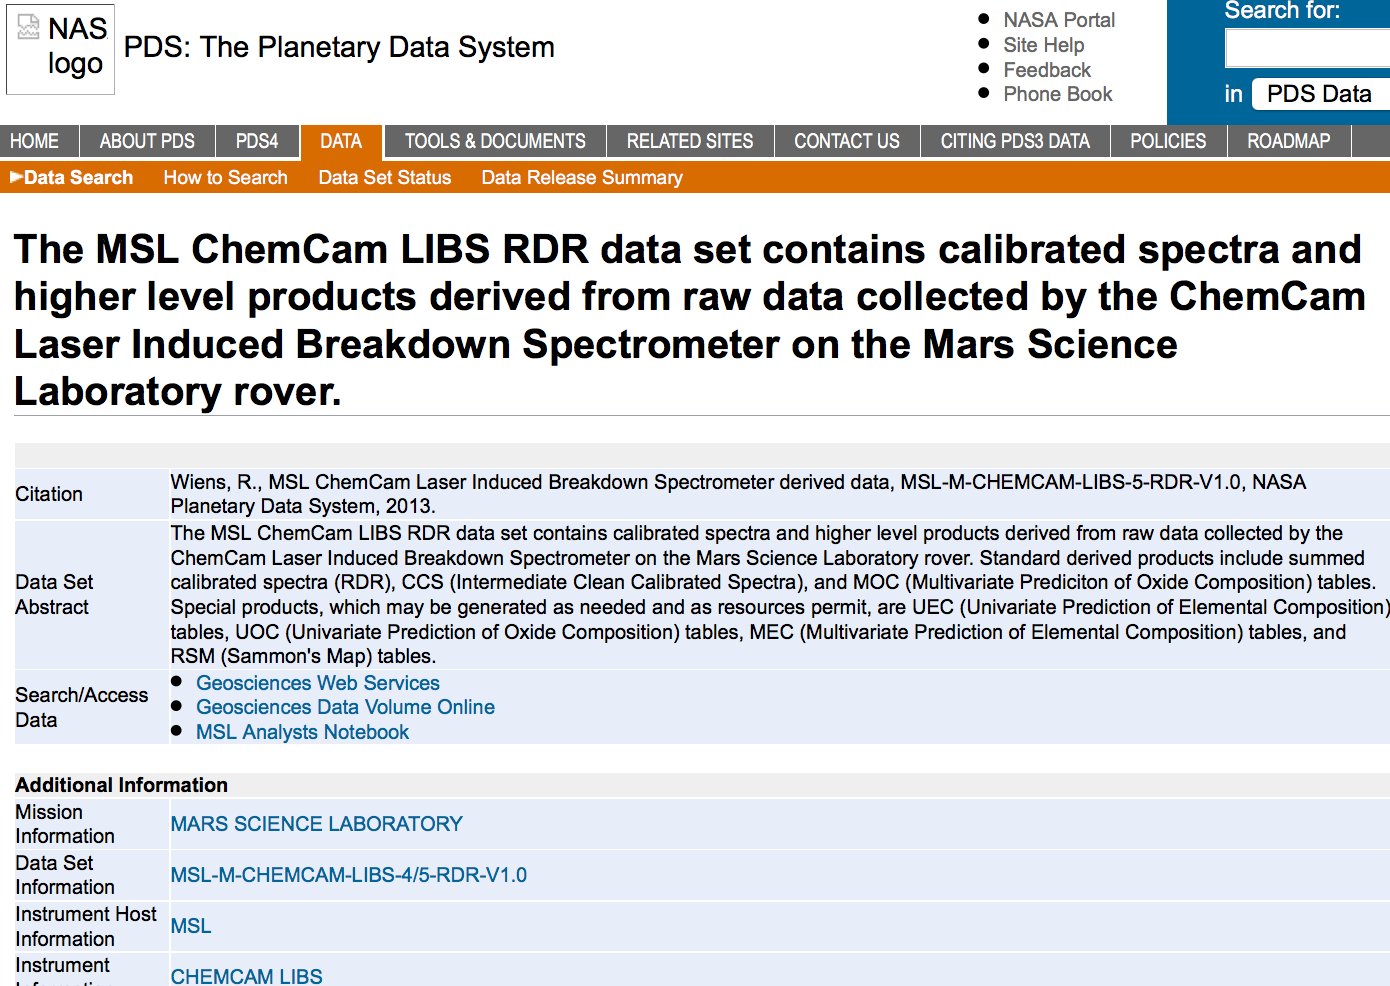 NAS
logo
PDS: The Planetary Data System
NASA Portal
Site Help
Feedback
Phone Book
Search for:
in PDS Data
HOME ABOUT PDS PDS4 DATA TOOLS & DOCUMENTS RELATED SITES CONTACT US CITING PDS3 DATA POLICIES ROADMAP
Data Search How to Search Data Set Status Data Release Summary
The MSL ChemCam LIBS RDR data set contains calibrated spectra and
higher level products derived from raw data collected by the ChemCam
Laser Induced Breakdown Spectrometer on the Mars Science
Laboratory rover.
Citation
Wiens, R., MSL ChemCam Laser Induced Breakdown Spectrometer derived data, MSL-M-CHEMCAM-LIBS-5-RDR-V1.0, NASA
Planetary Data System, 2013.
Data Set
Abstract
The MSL ChemCam LIBS RDR data set contains calibrated spectra and higher level products derived from raw data collected by the
ChemCam Laser Induced Breakdown Spectrometer on the Mars Science Laboratory rover. Standard derived products include summed
calibrated spectra (RDR), CCS (Intermediate Clean Calibrated Spectra), and MOC (Multivariate Prediciton of Oxide Composition) tables.
Special products, which may be generated as needed and as resources permit, are UEC (Univariate Prediction of Elemental Composition)
tables, UOC (Univariate Prediction of Oxide Composition) tables, MEC (Multivariate Prediction of Elemental Composition) tables, and
RSM (Sammon's Map) tables.
Search/Access
Data
Geosciences Web Services
Geosciences Data Volume Online
MSL Analysts Notebook
Additional Information
Mission
Information
MARS SCIENCE LABORATORY
Data Set
Information
MSL-M-CHEMCAM-LIBS-4/5-RDR-V1.0
Instrument Host
Information
MSL
Instrument
CHEMCAM LIBS